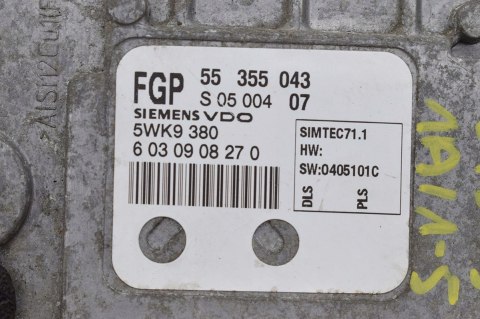 FGP 55 355 043
S 05 004 07
SIEMENS VDO
5WK9 380
6 03 09 08 27 0
SIMTEC71.1
HW:
SW:0405101C
DLS PLS